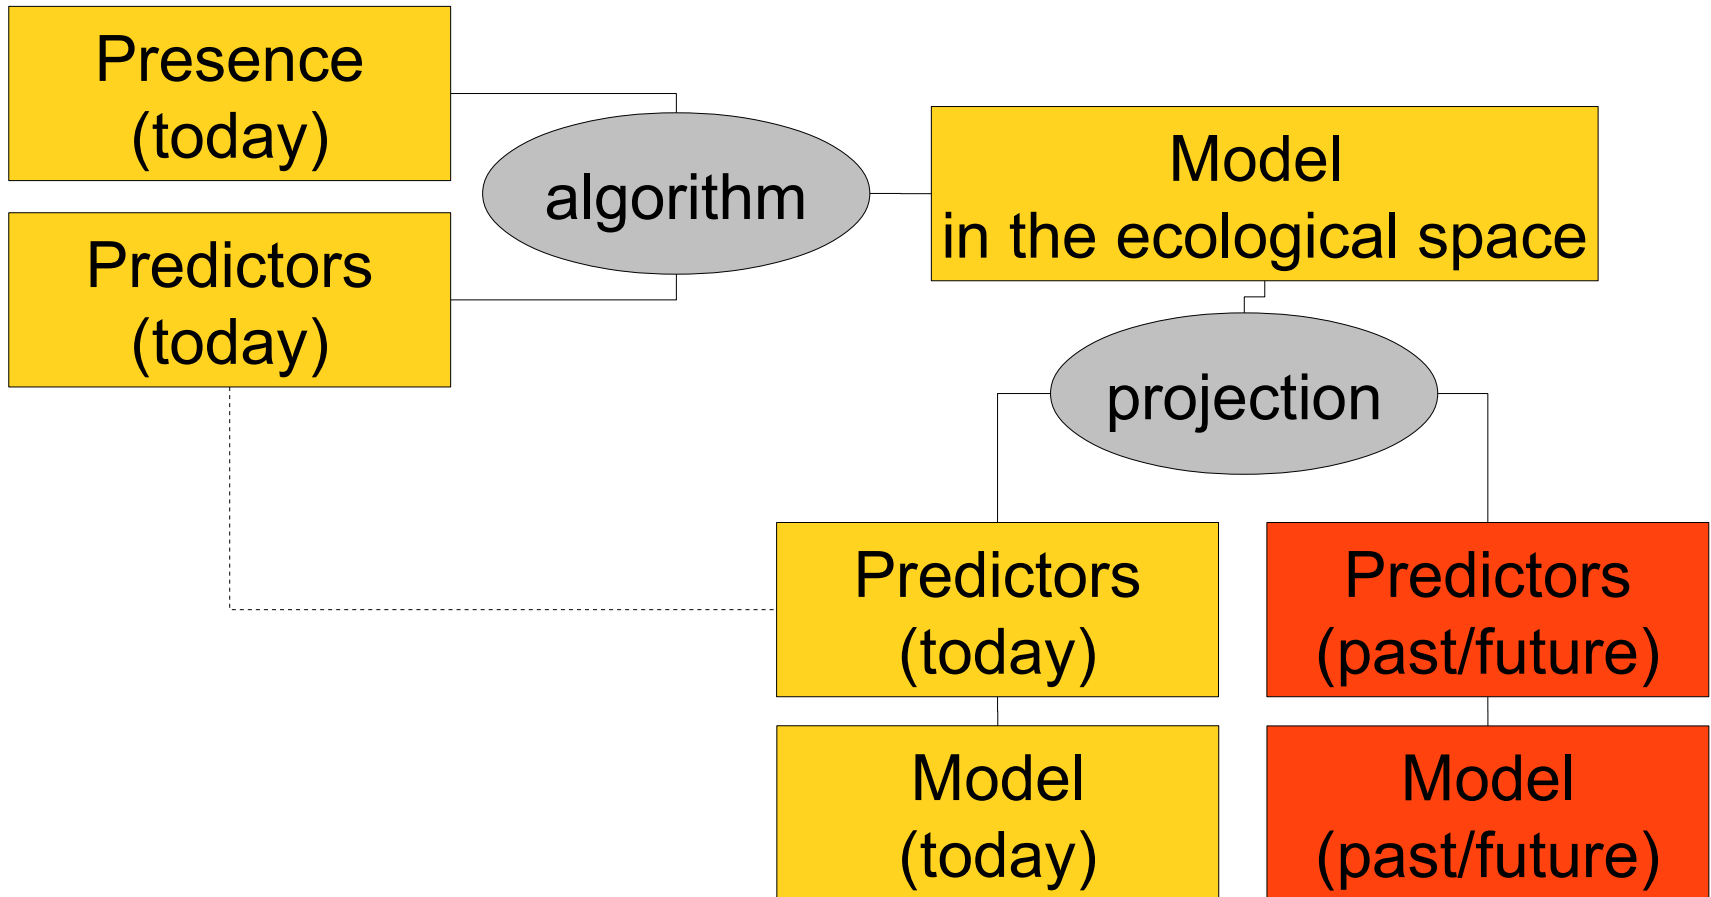 Presence
(today)
Predictors
(today)
algorithm
Model
in the ecological space
projection
Predictors
(today)
Predictors
(past/future)
Model
(today)
Model
(past/future)